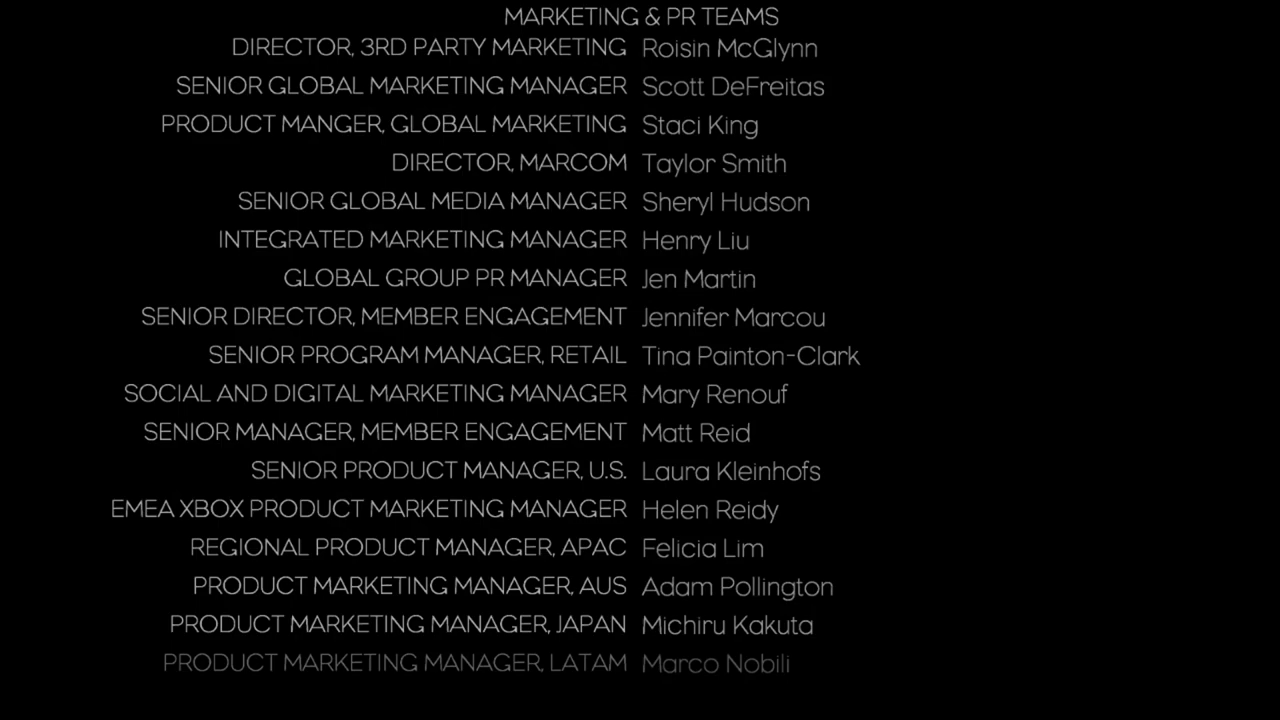 MARKETING & PR TEAMS
DIRECTOR, 3RD PARTY MARKETING Roisin McGlynn
SENIOR GLOBAL MARKETING MANAGER Scott DeFreitas
PRODUCT MANGER, GLOBAL MARKETING Staci King
DIRECTOR, MARCOM Taylor Smith
SENIOR GLOBAL MEDIA MANAGER Sheryl Hudson
INTEGRATED MARKETING MANAGER Henry Liu
GLOBAL GROUP PR MANAGER Jen Martin
SENIOR DIRECTOR, MEMBER ENGAGEMENT Jennifer Marcou
SENIOR PROGRAM MANAGER, RETAIL Tina Painton-Clark
SOCIAL AND DIGITAL MARKETING MANAGER Mary Renouf
SENIOR MANAGER, MEMBER ENGAGEMENT Matt Reid
SENIOR PRODUCT MANAGER, U.S. Laura Kleinhofs
EMEA XBOX PRODUCT MARKETING MANAGER Helen Reidy
REGIONAL PRODUCT MANAGER, APAC Felicia Lim
PRODUCT MARKETING MANAGER, AUS Adam Pollington
PRODUCT MARKETING MANAGER, JAPAN Michiru Kakuta
PRODUCT MARKETING MANAGER, LATAM Marco Nobili